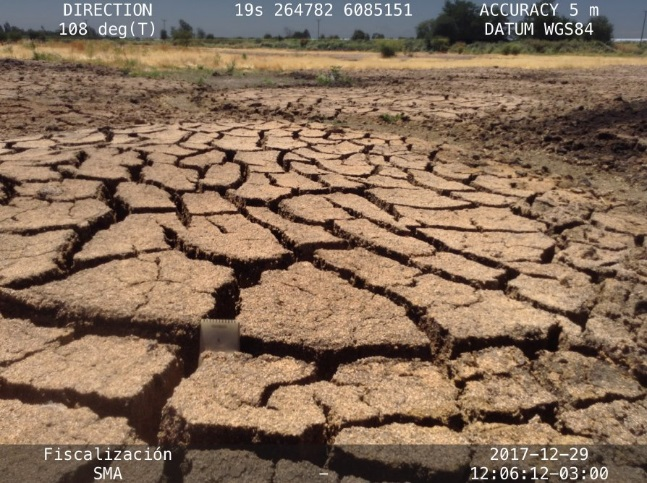 DIRECTION
108 deg(T)
19s 264782 6085151
ACCURACY 5 m
DATUM WGS84
Fiscalización
SMA
-
2017-12-29
12:06:12-03:00